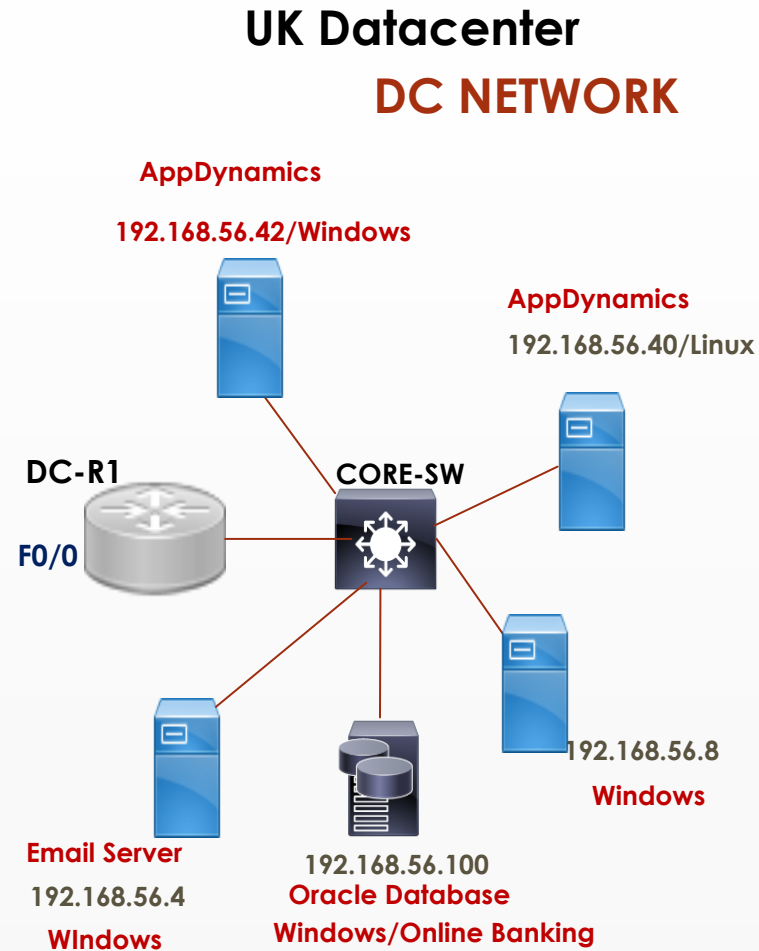 UK Datacenter
DC NETWORK
AppDynamics
192.168.56.42/Windows
AppDynamics
192.168.56.40/Linux
DC-R1
CORE-SW
F0/0
192.168.56.8
Windows
Email Server
192.168.56.4
WIndows
192.168.56.100
Oracle Database
Windows/Online Banking